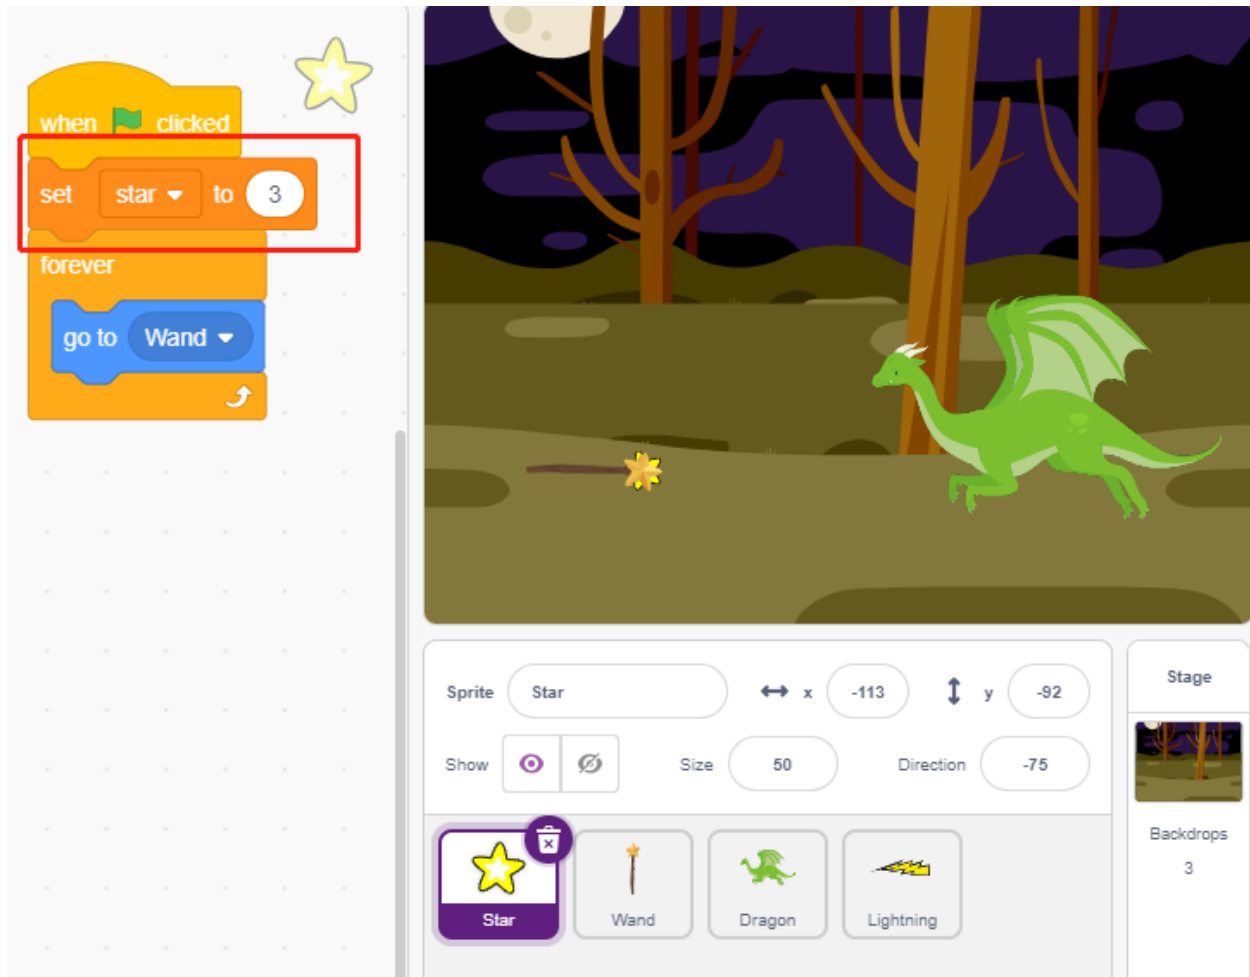 when clicked
set star to 3
forever
go to Wand
Sprite Star x -113 y -92
Show Size 50 Direction -75
Star Wand Dragon Lightning
Stage
Backdrops
3